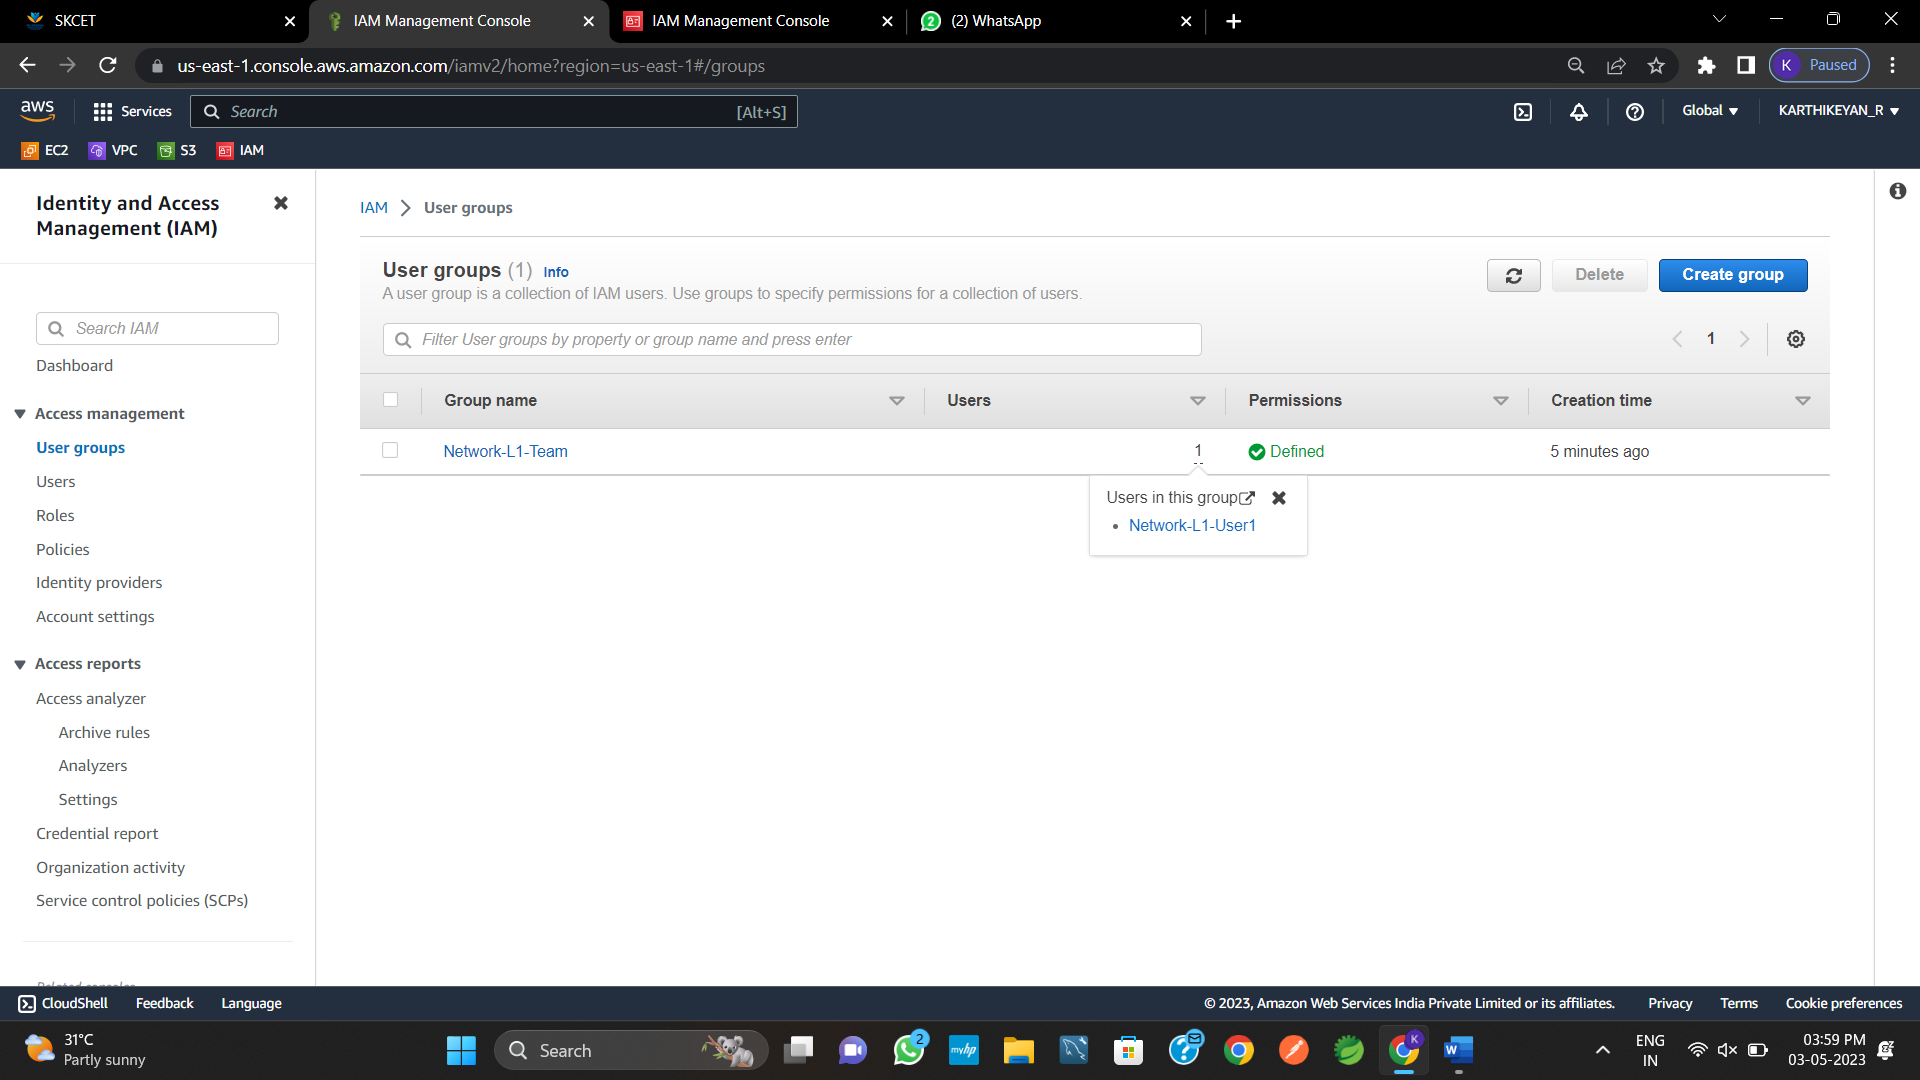 SKCET
IAM Management Console
IAM Management Console
(2) WhatsApp
us-east-1.console.aws.amazon.com/iamv2/home?region=us-east-1#/groups
K Paused
aws
Services
Search
[Alt+S]
Global
KARTHIKEYAN_R
EC2
VPC
S3
IAM
Identity and Access
Management (IAM)
Search IAM
Dashboard
Access management
User groups
Users
Roles
Policies
Identity providers
Account settings
Access reports
Access analyzer
Archive rules
Analyzers
Settings
Credential report
Organization activity
Service control policies (SCPs)
Related consoles
IAM
User groups
User groups (1) Info
A user group is a collection of IAM users. Use groups to specify permissions for a collection of users.
Delete
Create group
Filter User groups by property or group name and press enter
1
Group name
Users
Permissions
Creation time
Network-L1-Team
1
Defined
5 minutes ago
Users in this group
• Network-L1-User1
CloudShell
Feedback
Language
© 2023, Amazon Web Services India Private Limited or its affiliates.
Privacy
Terms
Cookie preferences
31°C
Partly sunny
Search
2
myhp
K
W
ENG
IN
03:59 PM
03-05-2023